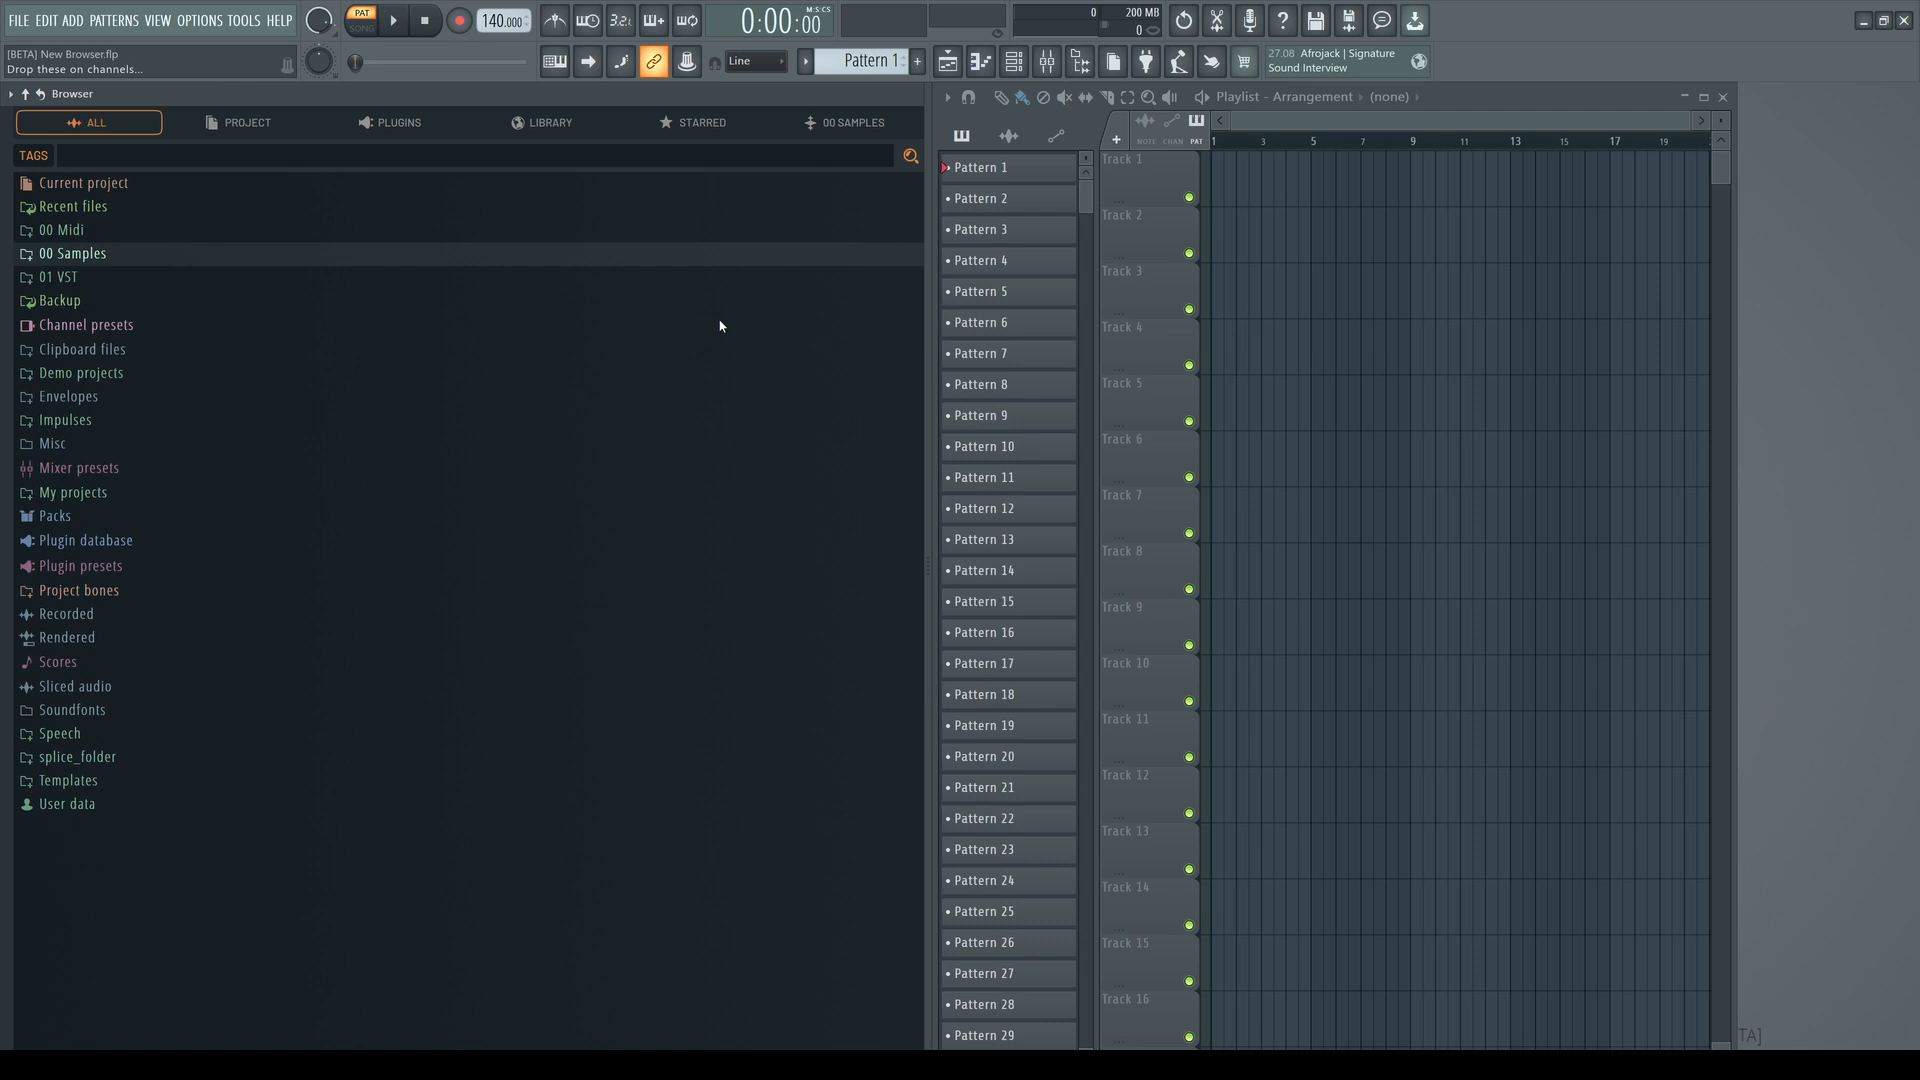 FILE EDIT ADD PATTERNS VIEW OPTIONS TOOLS HELP
PAT
SONG
140.000
3.2.1
0:00:00
M:S:CS
0
200 MB
0
[BETA] New Browser.flp
Drop these on channels...
Line
Pattern 1
27.08 Afrojack | Signature
Sound Interview
Browser
ALL
PROJECT
PLUGINS
LIBRARY
STARRED
00 SAMPLES
TAGS
Current project
Recent files
00 Midi
00 Samples
01 VST
Backup
Channel presets
Clipboard files
Demo projects
Envelopes
Impulses
Misc
Mixer presets
My projects
Packs
Plugin database
Plugin presets
Project bones
Recorded
Rendered
Scores
Sliced audio
Soundfonts
Speech
splice_folder
Templates
User data
Playlist - Arrangement
(none)
NOTE CHAN PAT
1 3 5 7 9 11 13 15 17 19
Pattern 1
Pattern 2
Pattern 3
Pattern 4
Pattern 5
Pattern 6
Pattern 7
Pattern 8
Pattern 9
Pattern 10
Pattern 11
Pattern 12
Pattern 13
Pattern 14
Pattern 15
Pattern 16
Pattern 17
Pattern 18
Pattern 19
Pattern 20
Pattern 21
Pattern 22
Pattern 23
Pattern 24
Pattern 25
Pattern 26
Pattern 27
Pattern 28
Pattern 29
Track 1
Track 2
Track 3
Track 4
Track 5
Track 6
Track 7
Track 8
Track 9
Track 10
Track 11
Track 12
Track 13
Track 14
Track 15
Track 16
TA]